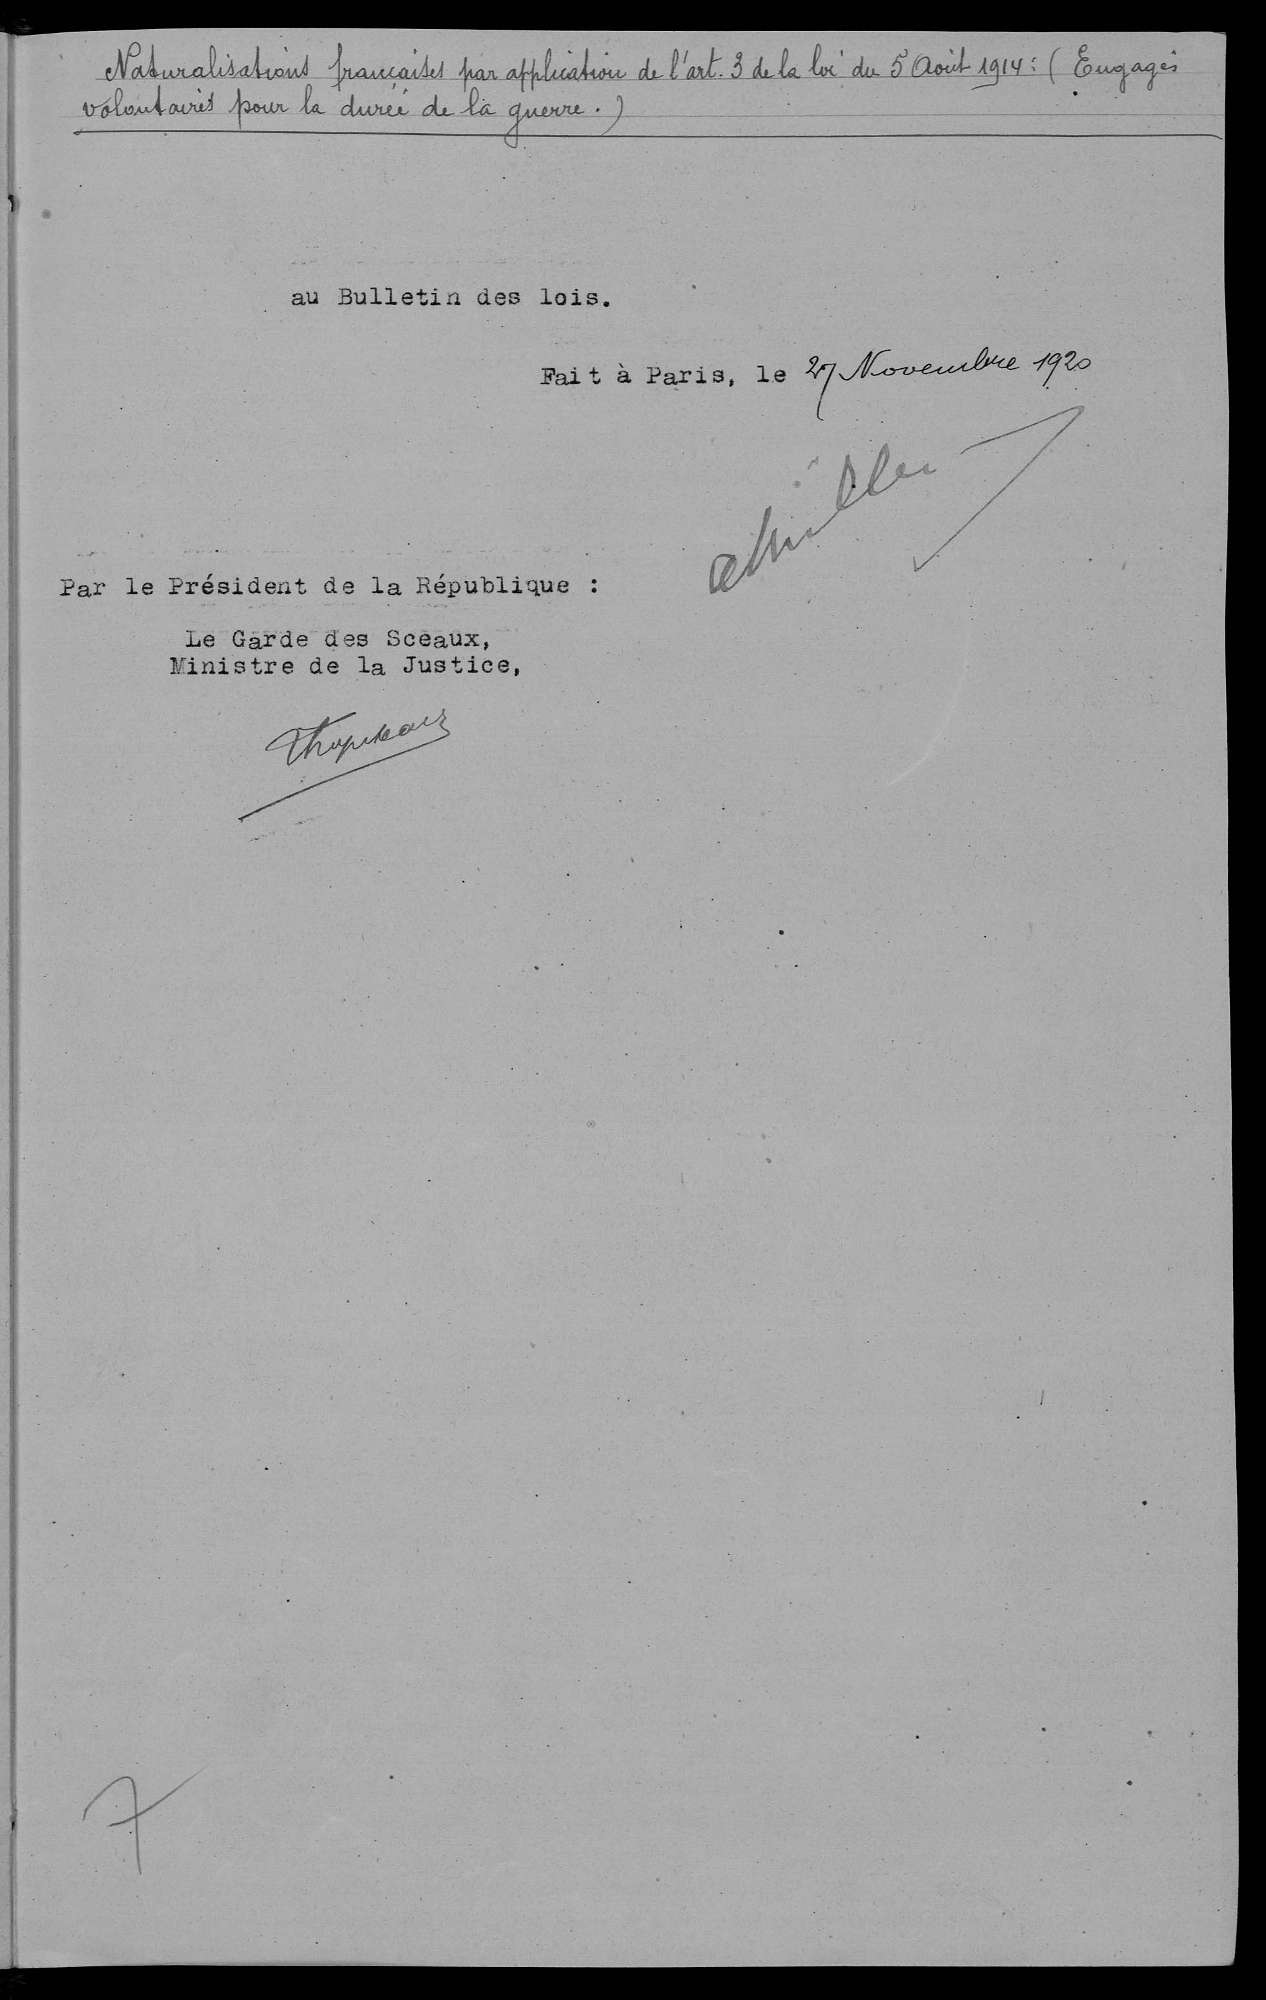 Naturalisations françaises par application de l'art. 3 de la loi du 5 Août 1914 : ( Engagés
volontaires pour la durée de la guerre . )
au Bulletin des lois.
Fait à Paris, le 27 Novembre 1920
Par le Président de la République :
Le Garde des Sceaux,
Ministre de la Justice,
7